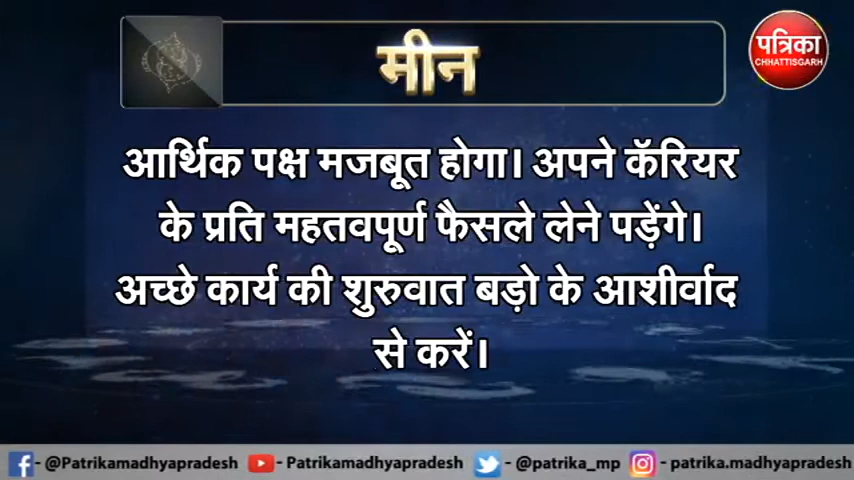 मीन
पत्रिका
CHHATTISGARH
आर्थिक पक्ष मजबूत होगा। अपने कॅरियर
के प्रति महतवपूर्ण फैसले लेने पड़ेंगे।
अच्छे कार्य की शुरुवात बड़ो के आशीर्वाद
से करें।
- @Patrikamadhyapradesh - Patrikamadhyapradesh - @patrika_mp - patrika.madhyapradesh